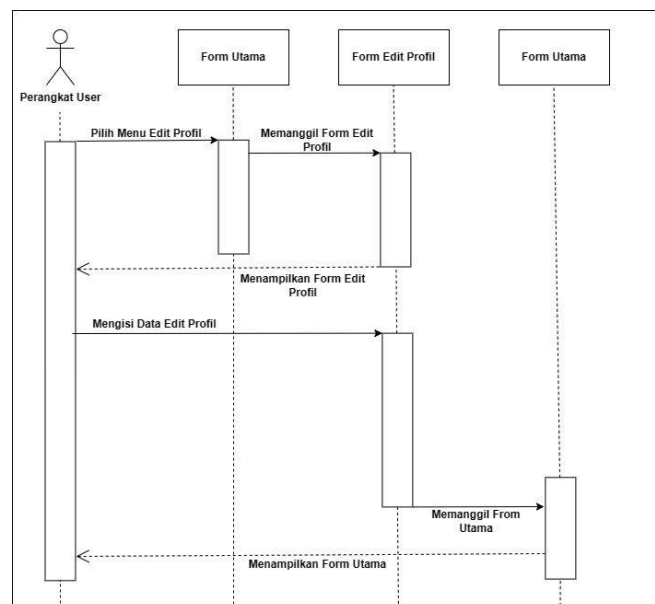 Form Utama
Form Edit Profil
Form Utama
Perangkat User
Pilih Menu Edit Profil
Memanggil Form Edit
Profil
Menampilkan Form Edit
Profil
Mengisi Data Edit Profil
Memanggil From
Utama
Menampilkan Form Utama